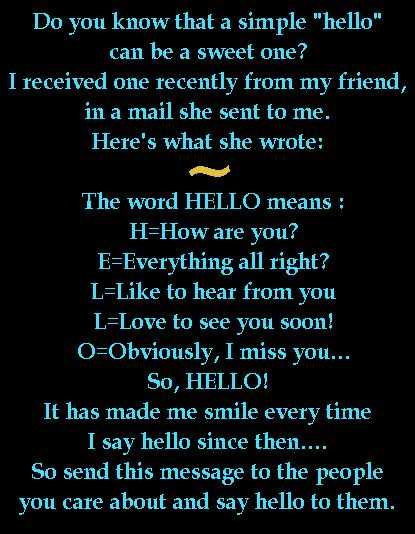 Do you know that a simple "hello"
can be a sweet one?
I received one recently from my friend,
in a mail she sent to me.
Here's what she wrote:
~
The word HELLO means :
H=How are you?
E=Everything all right?
L=Like to hear from you
L=Love to see you soon!
O=Obviously, I miss you...
So, HELLO!
It has made me smile every time
I say hello since then....
So send this message to the people
you care about and say hello to them.